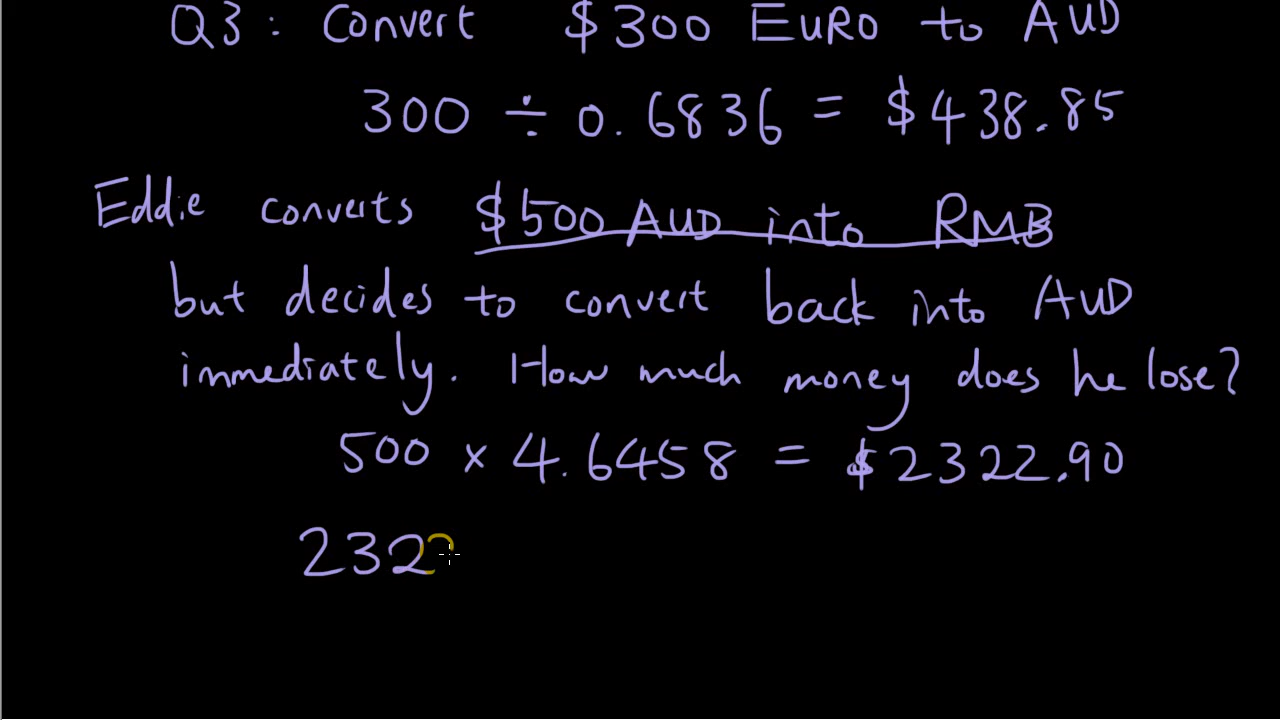 Q3: Convert $300 EURO to AUD
300 ÷ 0.6836 = $438.85
Eddie converts $500 AUD into RMB
but decides to convert back into AUD
immediately. How much money does he lose?
500 × 4.6458 = $2322.90
2322